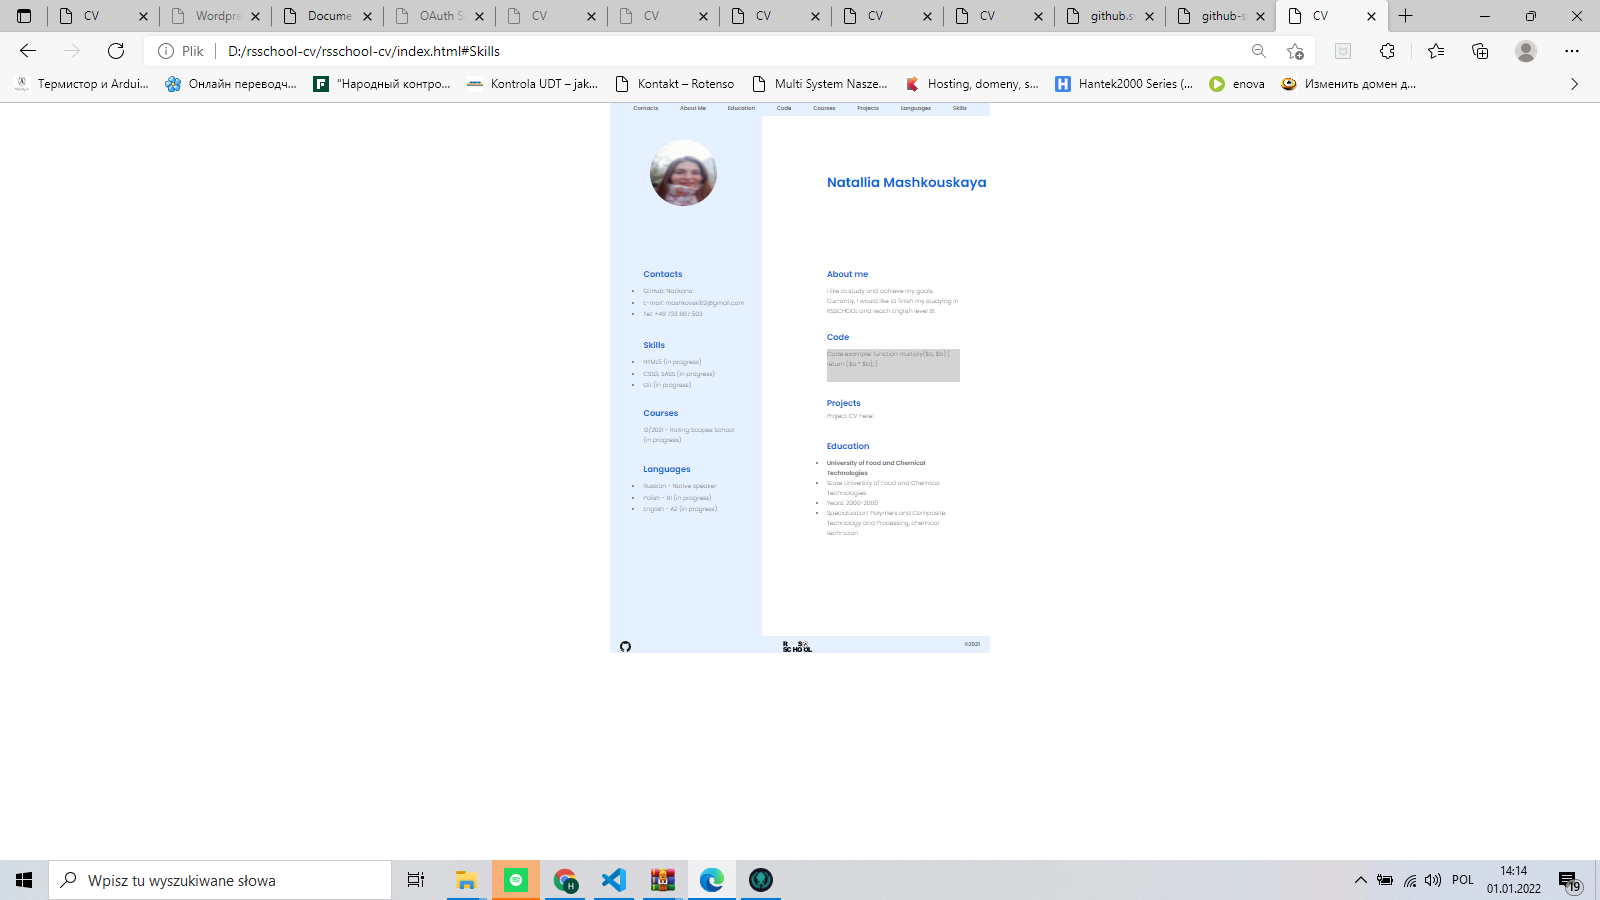 CV
Wordpre
Docume
OAuth S
CV
CV
CV
CV
CV
github.s
github-s
CV
Plik
D:/rsschool-cv/rsschool-cv/index.html#Skills
Термистор и Ardui...
Онлайн переводч...
"Народный контро...
Kontrola UDT – jak...
Kontakt – Rotenso
Multi System Nasze...
Hosting, domeny, s...
Hantek2000 Series (...
enova
Изменить домен д...
Contacts
About Me
Education
Code
Courses
Projects
Languages
Skills
Natallia Mashkouskaya
Contacts
GitHub: Natikana
E-mail: mashkovski112@gmail.com
Tel: +48 733 887 503
Skills
HTML5 (in progress)
CSS3, SASS (in progress)
Git (in progress)
Courses
12/2021 - Rolling Scopes School
(in progress)
Languages
Russian - Native speaker
Polish - B1 (in progress)
English - A2 (in progress)
About me
I like to study and achieve my goals.
Currently, I would like to finish my studying in
RSSCHOOL and reach English level B1.
Code
Code example: function multiply($a, $b) {
return ($a * $b); }
Projects
Project: CV here!
Education
University of Food and Chemical
Technologies
State University of Food and Chemical
Technologies
Years: 2000-2005
Specialization: Polymers and Composite
Technology and Processing, chemical
technician
R S
SCHOOL
©2021
Wpisz tu wyszukiwane słowa
H
POL
14:14
01.01.2022
19